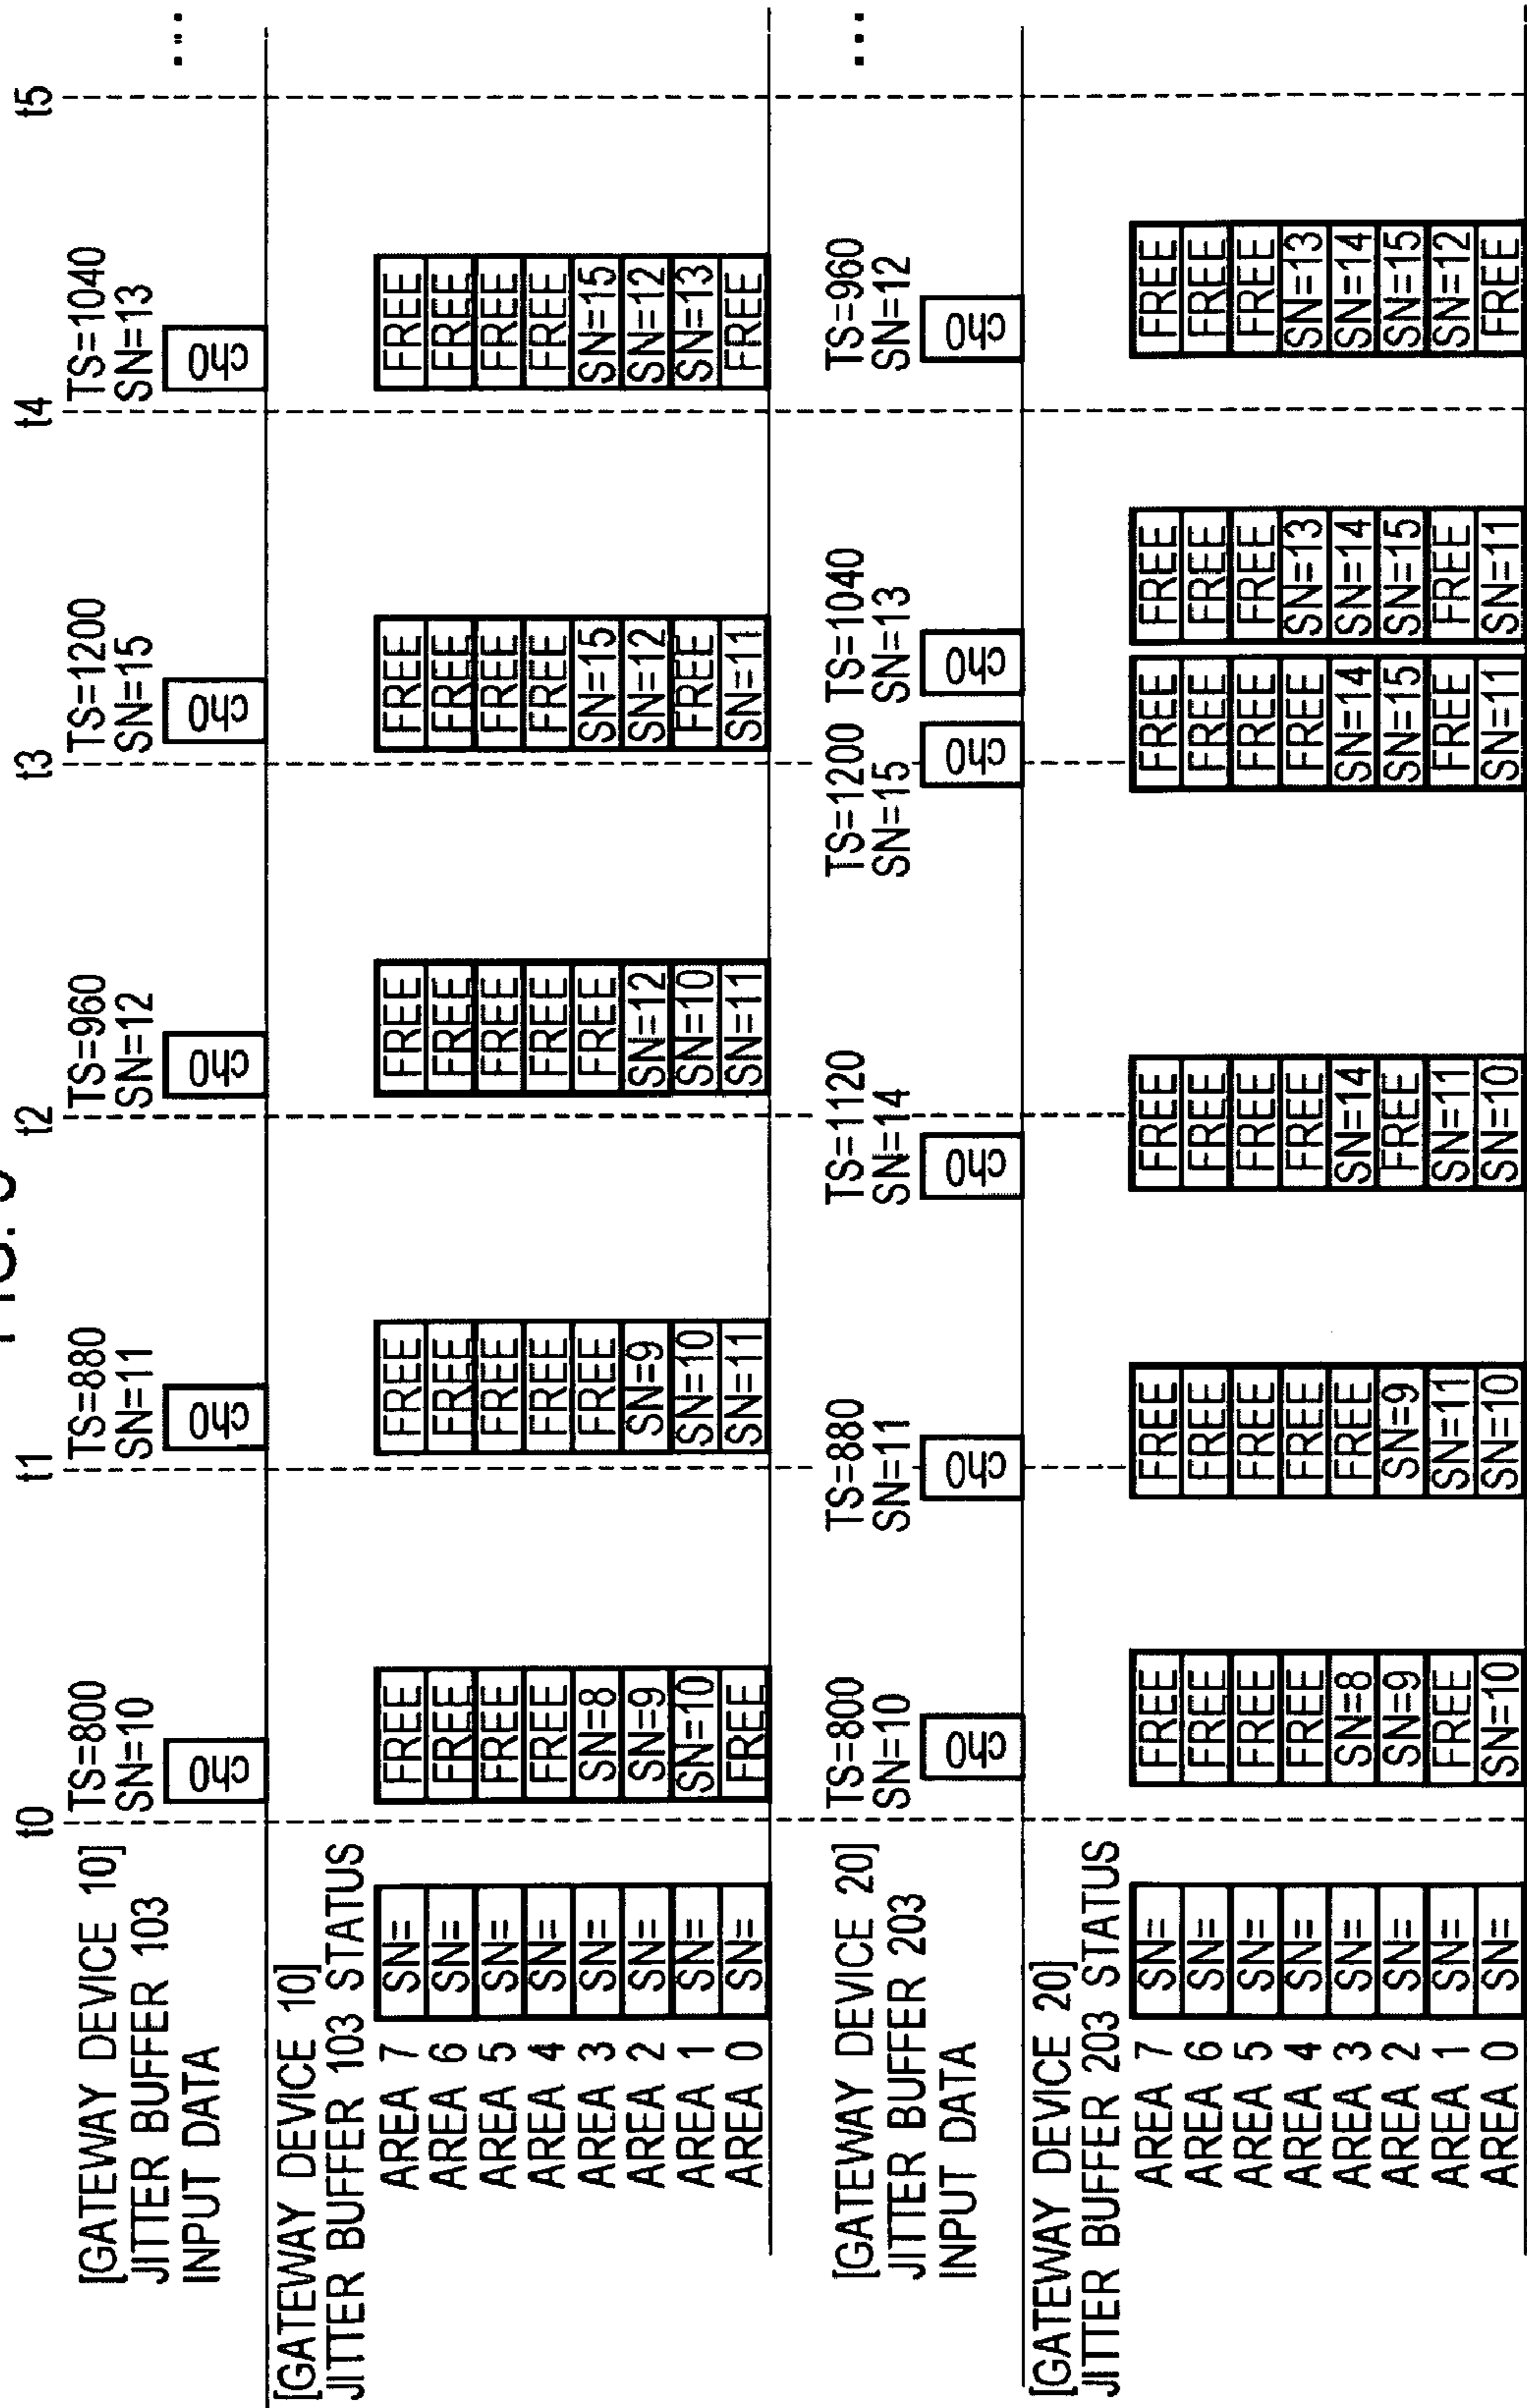 FIG.
t0 t1 t2 t3 t4 t5
[GATEWAY DEVICE 10]
JITTER BUFFER 103
INPUT DATA
TS=800 TS=880 TS=960 TS=1200 TS=1040
SN=10 SN=11 SN=12 SN=15 SN=13
ch0 ch0 ch0 ch0 ch0 ...
[GATEWAY DEVICE 10]
JITTER BUFFER 103 STATUS
AREA 7 SN= FREE FREE FREE FREE FREE
AREA 6 SN= FREE FREE FREE FREE FREE
AREA 5 SN= FREE FREE FREE FREE FREE
AREA 4 SN= FREE FREE FREE FREE FREE
AREA 3 SN= SN=8 FREE FREE SN=15 SN=15
AREA 2 SN= SN=9 SN=9 SN=12 SN=12 SN=12
AREA 1 SN= SN=10 SN=10 SN=10 FREE SN=13
AREA 0 SN= FREE SN=11 SN=11 SN=11 FREE
[GATEWAY DEVICE 20]
JITTER BUFFER 203
INPUT DATA
TS=800 TS=880 TS=1120 TS=1200 TS=1040 TS=960
SN=10 SN=11 SN=14 SN=15 SN=13 SN=12
ch0 ch0 ch0 ch0 ch0 ch0 ...
[GATEWAY DEVICE 20]
JITTER BUFFER 203 STATUS
AREA 7 SN= FREE FREE FREE FREE FREE FREE
AREA 6 SN= FREE FREE FREE FREE FREE FREE
AREA 5 SN= FREE FREE FREE FREE FREE FREE
AREA 4 SN= FREE FREE FREE FREE SN=13 SN=13
AREA 3 SN= SN=8 FREE SN=14 SN=14 SN=14 SN=14
AREA 2 SN= SN=9 SN=9 FREE SN=15 SN=15 SN=15
AREA 1 SN= FREE SN=11 SN=11 FREE FREE SN=12
AREA 0 SN= SN=10 SN=10 SN=10 SN=11 SN=11 FREE